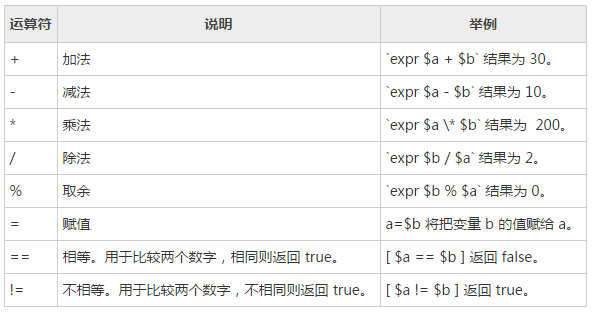 运算符 说明 举例
+ 加法 `expr $a + $b` 结果为 30。
- 减法 `expr $a - $b` 结果为 10。
* 乘法 `expr $a \* $b` 结果为  200。
/ 除法 `expr $b / $a` 结果为 2。
% 取余 `expr $b % $a` 结果为 0。
= 赋值 a=$b 将把变量 b 的值赋给 a。
== 相等。用于比较两个数字，相同则返回 true。 [ $a == $b ] 返回 false。
!= 不相等。用于比较两个数字，不相同则返回 true。 [ $a != $b ] 返回 true。